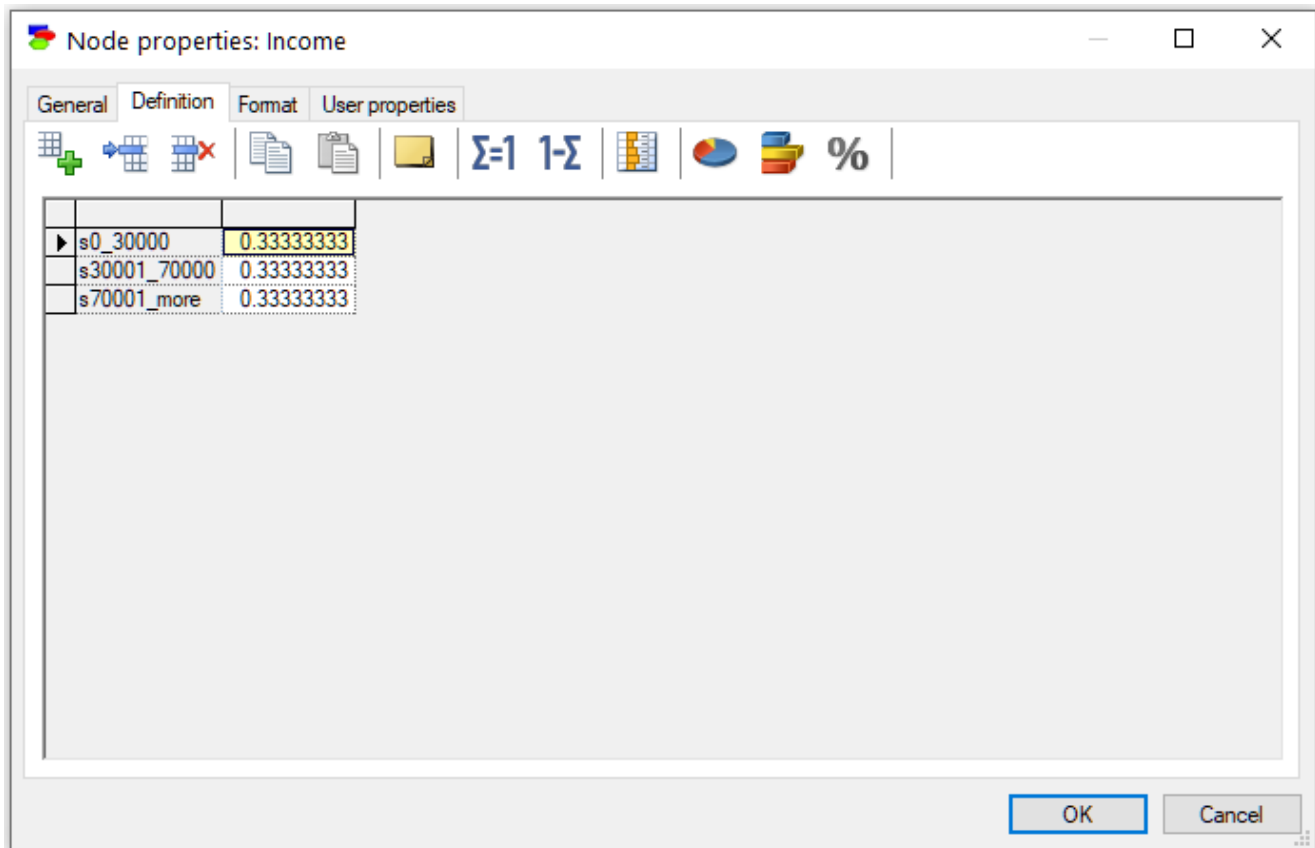 Node properties: Income
General Definition Format User properties
Σ=1 1-Σ %
s0_30000 0.33333333
s30001_70000 0.33333333
s70001_more 0.33333333
OK Cancel